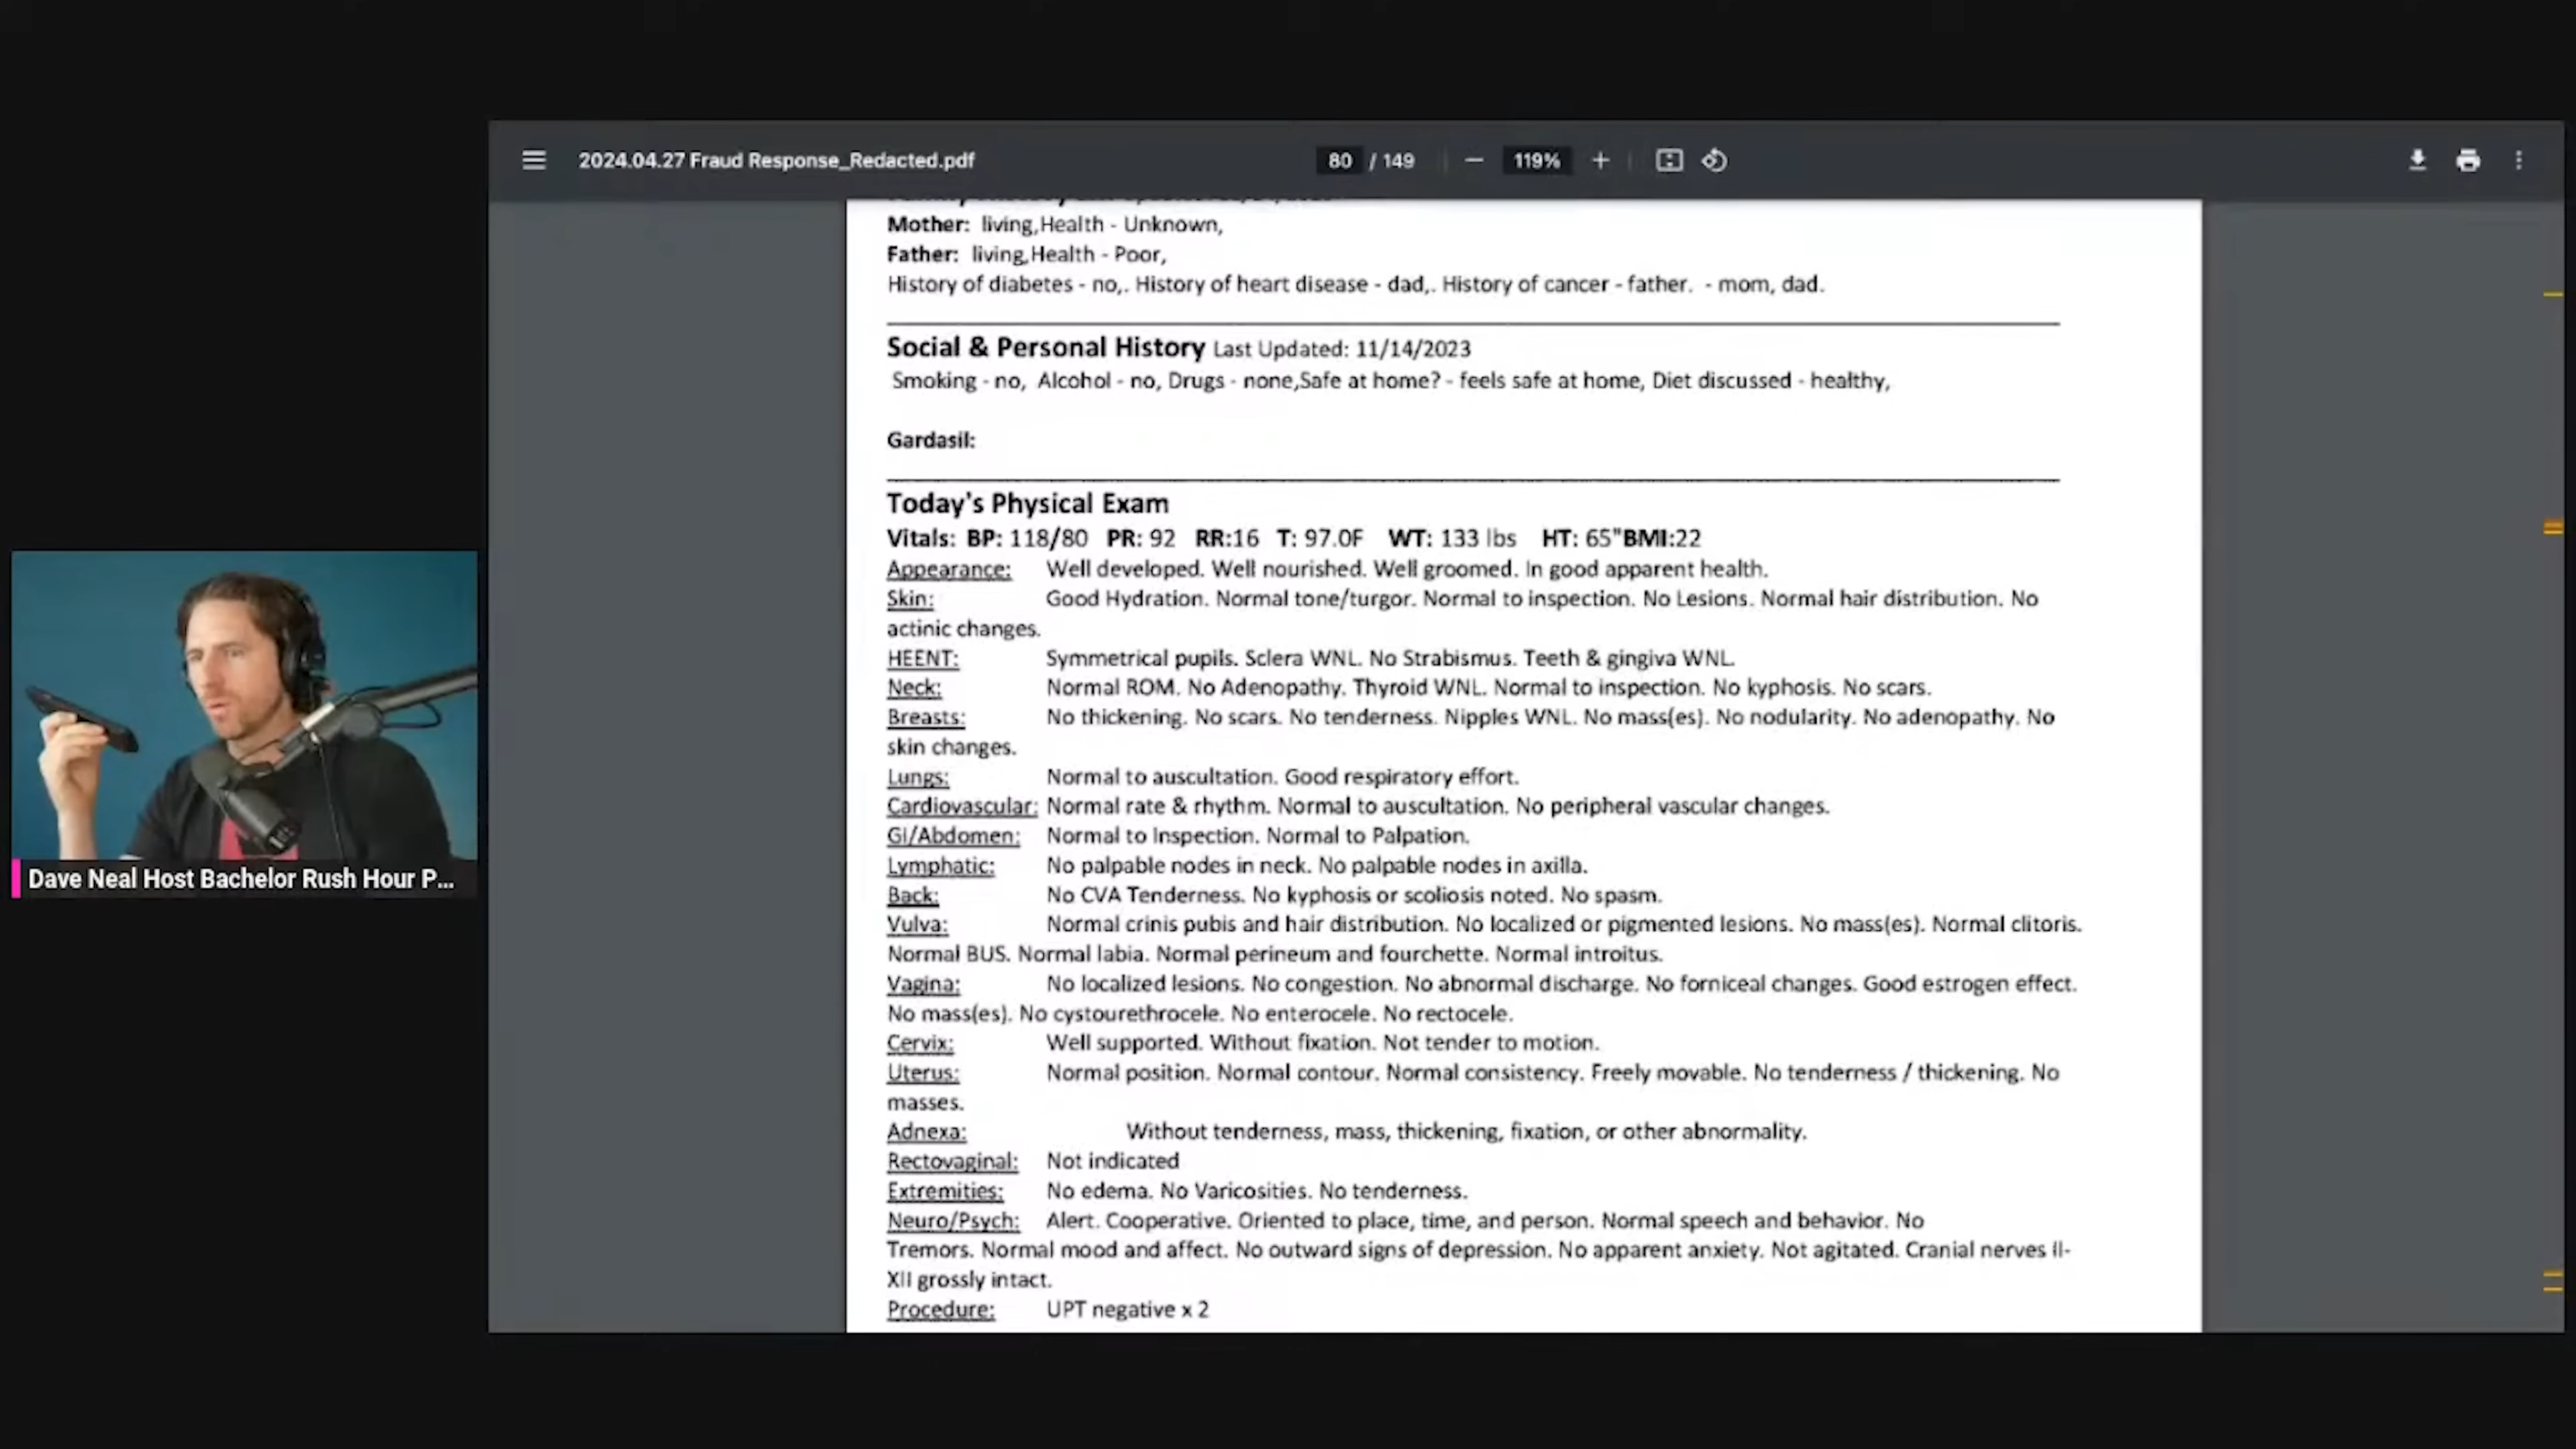 2024.04.27 Fraud Response_Redacted.pdf
80 / 149
119%
Mother: living,Health - Unknown,
Father: living,Health - Poor,
History of diabetes - no,. History of heart disease - dad,. History of cancer - father. - mom, dad.
Social & Personal History Last Updated: 11/14/2023
Smoking - no, Alcohol - no, Drugs - none,Safe at home? - feels safe at home, Diet discussed - healthy,
Gardasil:
Today's Physical Exam
Vitals: BP: 118/80 PR: 92 RR:16 T: 97.0F WT: 133 lbs HT: 65"BMI:22
Appearance: Well developed. Well nourished. Well groomed. In good apparent health.
Skin: Good Hydration. Normal tone/turgor. Normal to inspection. No Lesions. Normal hair distribution. No
actinic changes.
HEENT: Symmetrical pupils. Sclera WNL. No Strabismus. Teeth & gingiva WNL.
Neck: Normal ROM. No Adenopathy. Thyroid WNL. Normal to inspection. No kyphosis. No scars.
Breasts: No thickening. No scars. No tenderness. Nipples WNL. No mass(es). No nodularity. No adenopathy. No
skin changes.
Lungs: Normal to auscultation. Good respiratory effort.
Cardiovascular: Normal rate & rhythm. Normal to auscultation. No peripheral vascular changes.
GI/Abdomen: Normal to Inspection. Normal to Palpation.
Lymphatic: No palpable nodes in neck. No palpable nodes in axilla.
Back: No CVA Tenderness. No kyphosis or scoliosis noted. No spasm.
Vulva: Normal crinis pubis and hair distribution. No localized or pigmented lesions. No mass(es). Normal clitoris.
Normal BUS. Normal labia. Normal perineum and fourchette. Normal introitus.
Vagina: No localized lesions. No congestion. No abnormal discharge. No forniceal changes. Good estrogen effect.
No mass(es). No cystourethrocele. No enterocele. No rectocele.
Cervix: Well supported. Without fixation. Not tender to motion.
Uterus: Normal position. Normal contour. Normal consistency. Freely movable. No tenderness / thickening. No
masses.
Adnexa: Without tenderness, mass, thickening, fixation, or other abnormality.
Rectovaginal: Not indicated
Extremities: No edema. No Varicosities. No tenderness.
Neuro/Psych: Alert. Cooperative. Oriented to place, time, and person. Normal speech and behavior. No
Tremors. Normal mood and affect. No outward signs of depression. No apparent anxiety. Not agitated. Cranial nerves II-
XII grossly intact.
Procedure: UPT negative x 2
Dave Neal Host Bachelor Rush Hour P...